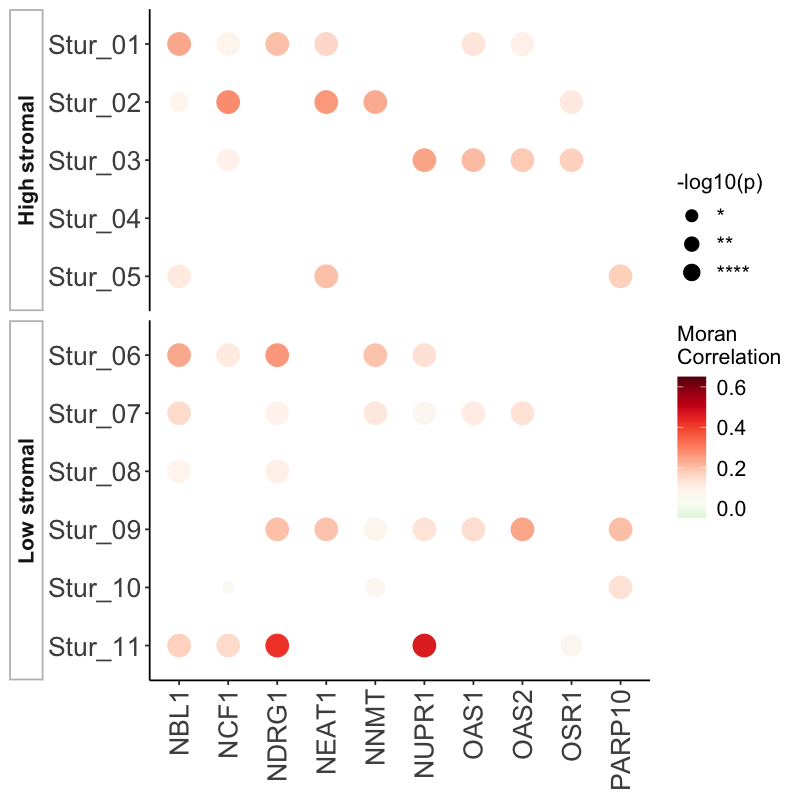 High stromal
Stur_01
Stur_02
Stur_03
Stur_04
Stur_05
Low stromal
Stur_06
Stur_07
Stur_08
Stur_09
Stur_10
Stur_11
NBL1
NCF1
NDRG1
NEAT1
NNMT
NUPR1
OAS1
OAS2
OSR1
PARP10
-log10(p)
*
**
****
Moran
Correlation
0.6
0.4
0.2
0.0